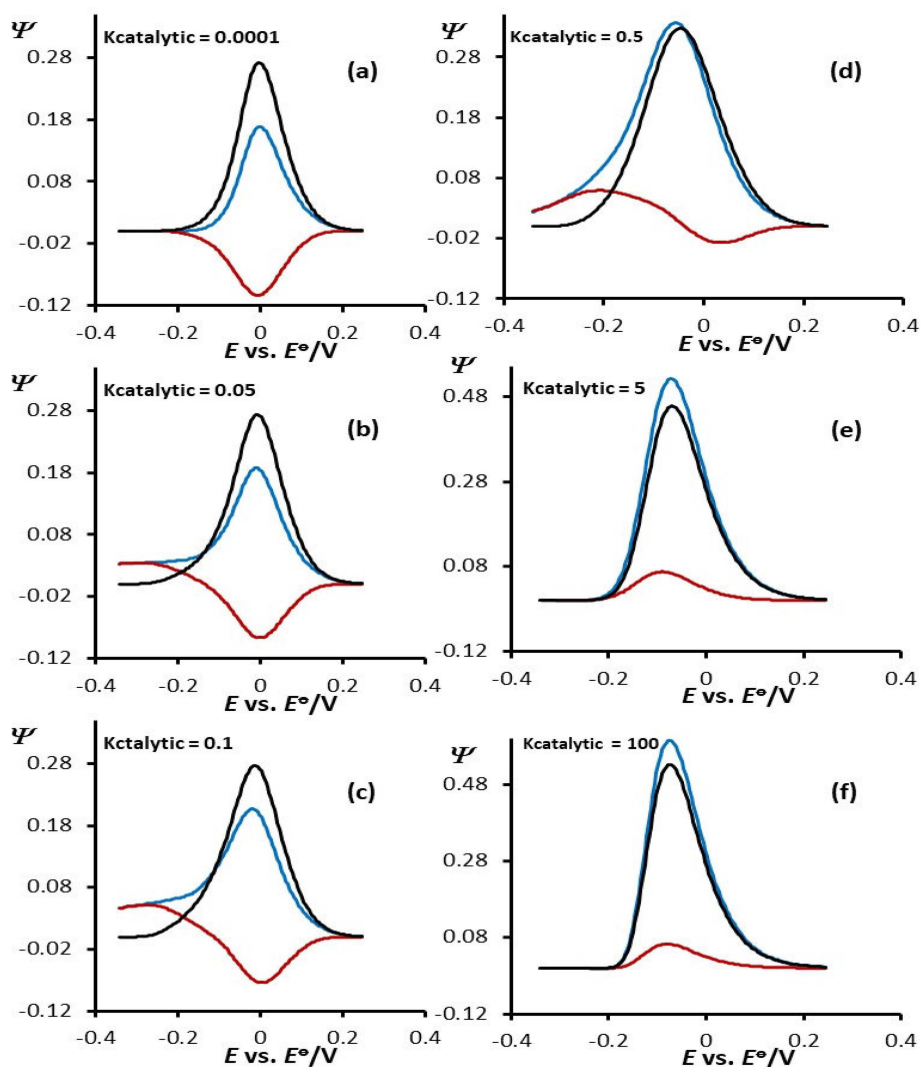 Ψ
Kcatalytic = 0.0001
(a)
0.28
0.18
0.08
-0.02
-0.12
-0.4 -0.2 0 0.2 0.4
E vs. E°/V
Ψ
Kcatalytic = 0.5
(d)
0.28
0.18
0.08
-0.02
-0.12
-0.4 -0.2 0 0.2 0.4
E vs. E°/V
Ψ
Kcatalytic = 0.05
(b)
0.28
0.18
0.08
-0.02
-0.12
-0.4 -0.2 0 0.2 0.4
E vs. E°/V
Ψ
Kcatalytic = 5
(e)
0.48
0.28
0.08
-0.12
-0.4 -0.2 0 0.2 0.4
E vs. E°/V
Ψ
Kctalytic = 0.1
(c)
0.28
0.18
0.08
-0.02
-0.12
-0.4 -0.2 0 0.2 0.4
E vs. E°/V
Ψ
Kcatalytic = 100
(f)
0.48
0.28
0.08
-0.12
-0.4 -0.2 0 0.2 0.4
E vs. E°/V